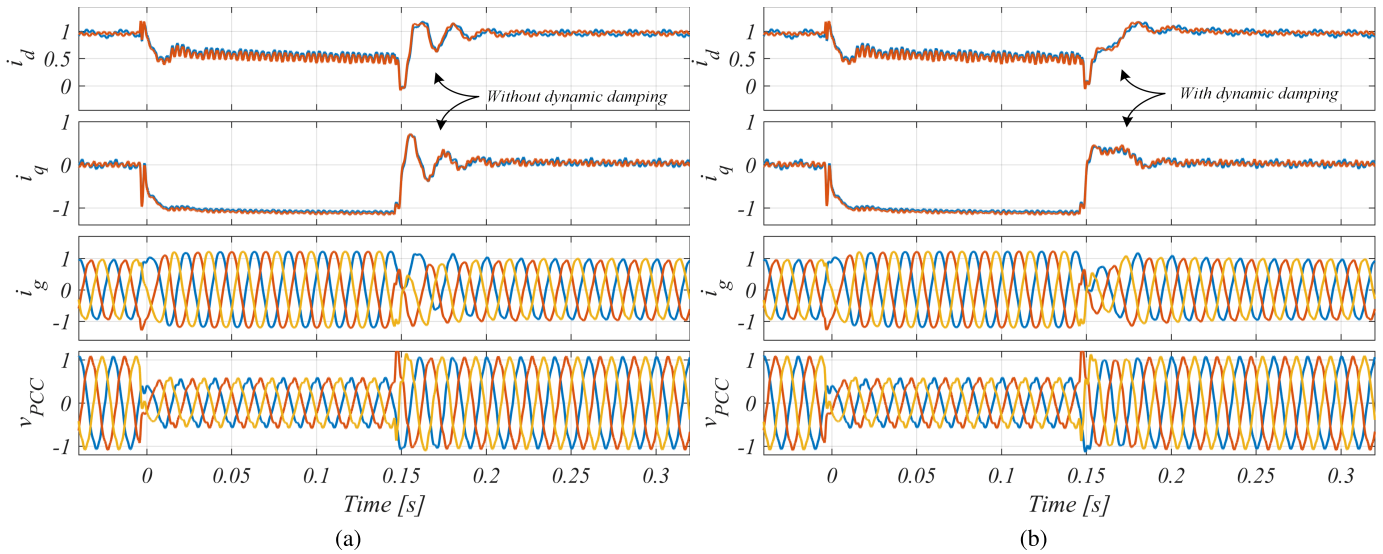 i_d
1
0.5
0
Without dynamic damping
i_q
1
0
-1
i_g
1
0
-1
v_PCC
1
0
-1
0
0.05
0.1
0.15
0.2
0.25
0.3
Time [s]
(a)
i_d
1
0.5
0
With dynamic damping
i_q
1
0
-1
i_g
1
0
-1
v_PCC
1
0
-1
0
0.05
0.1
0.15
0.2
0.25
0.3
Time [s]
(b)